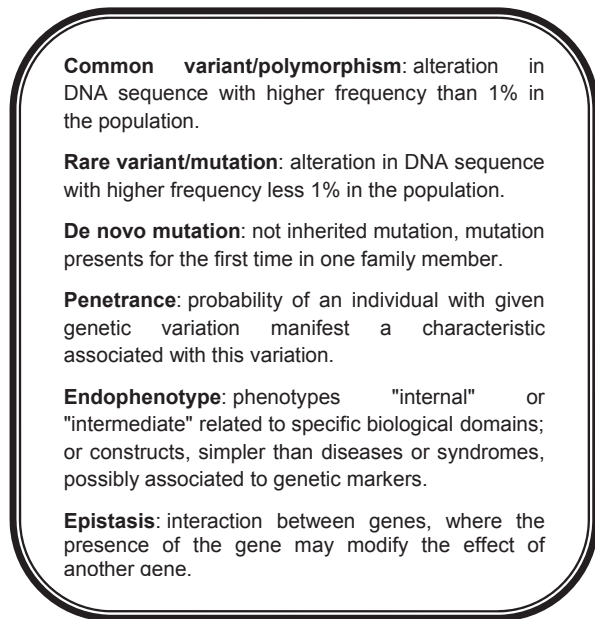 Common variant/polymorphism: alteration in
DNA sequence with higher frequency than 1% in
the population.
Rare variant/mutation: alteration in DNA sequence
with higher frequency less 1% in the population.
De novo mutation: not inherited mutation, mutation
presents for the first time in one family member.
Penetrance: probability of an individual with given
genetic variation manifest a characteristic
associated with this variation.
Endophenotype: phenotypes "internal" or
"intermediate" related to specific biological domains;
or constructs, simpler than diseases or syndromes,
possibly associated to genetic markers.
Epistasis: interaction between genes, where the
presence of the gene may modify the effect of
another gene.